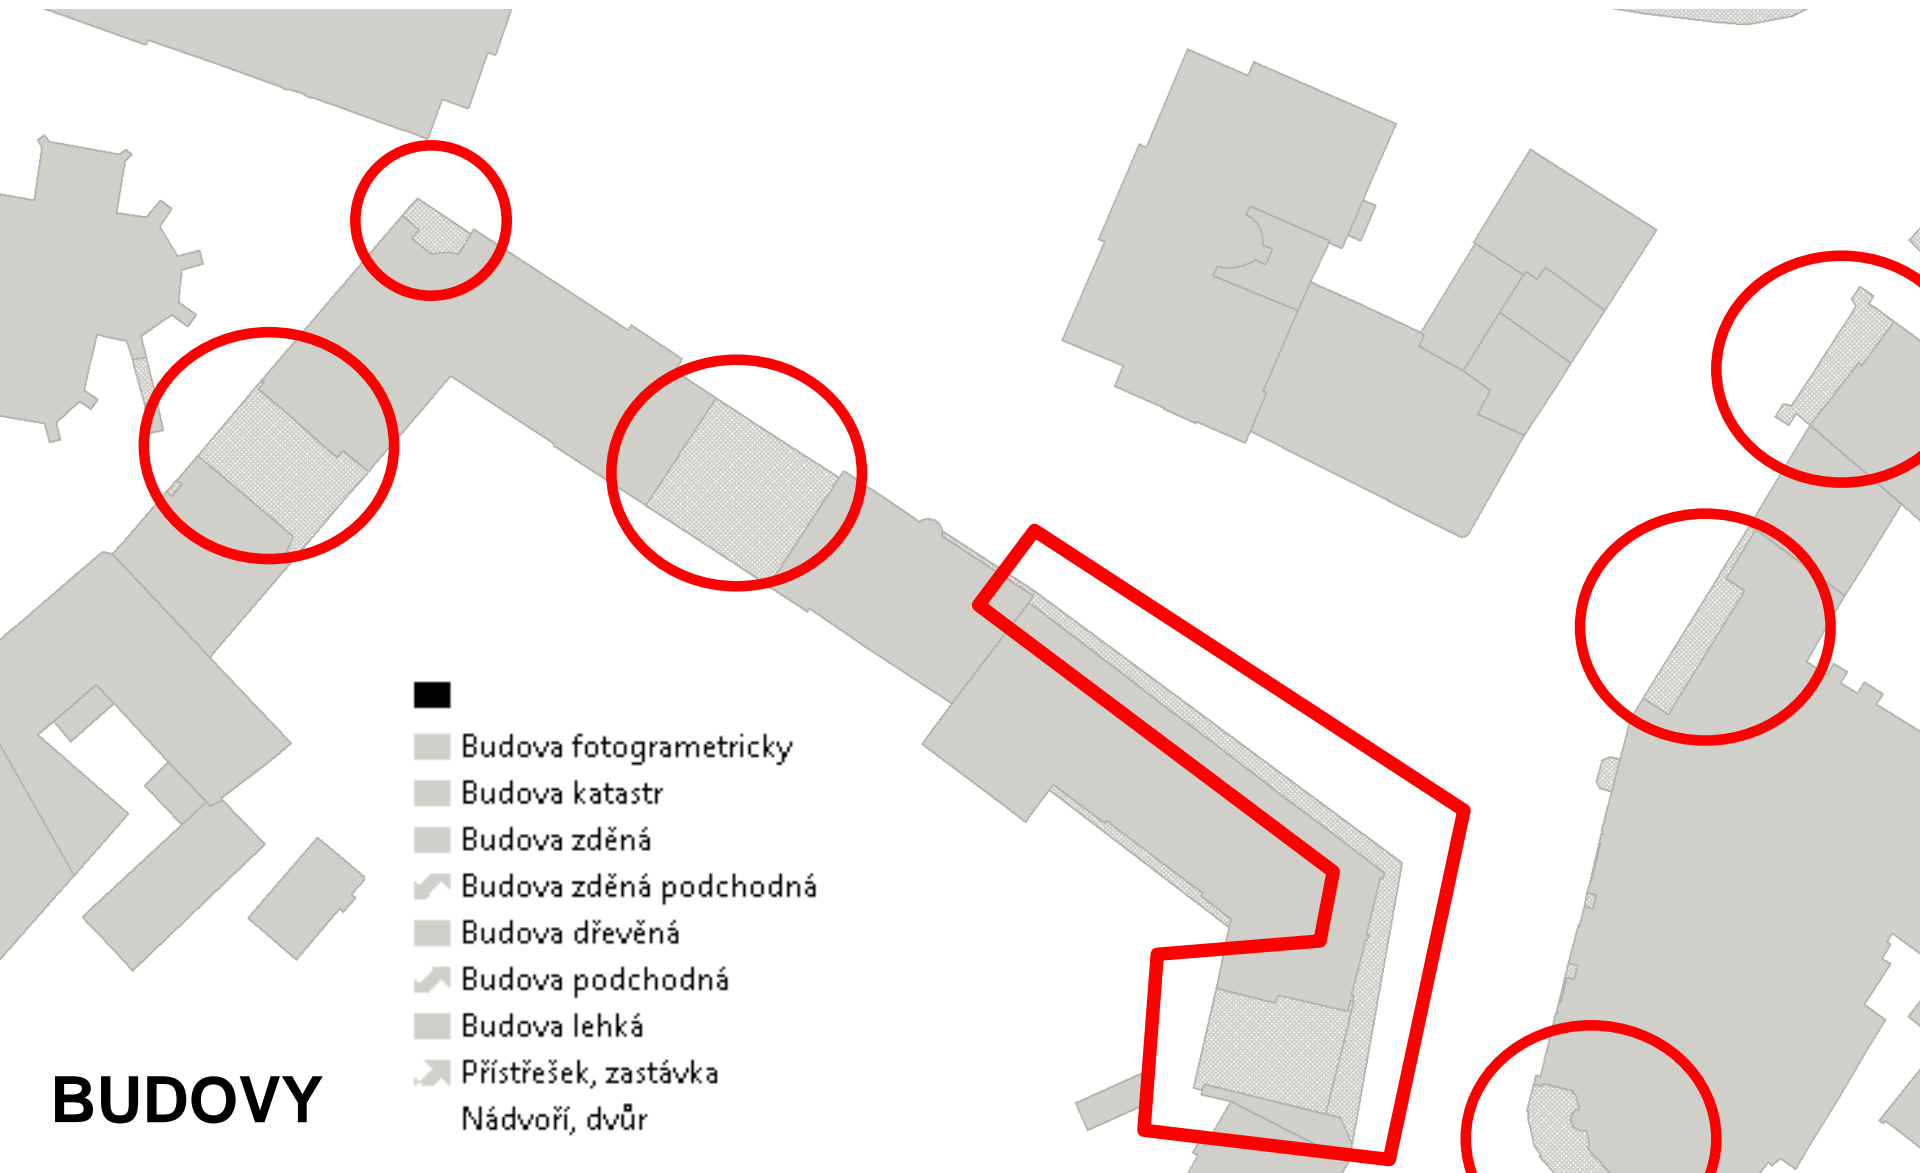 Budova fotogrametricky
Budova katastr
Budova zděná
Budova zděná podchodná
Budova dřevěná
Budova podchodná
Budova lehká
Přístřešek, zastávka
Nádvoří, dvůr
BUDOVY